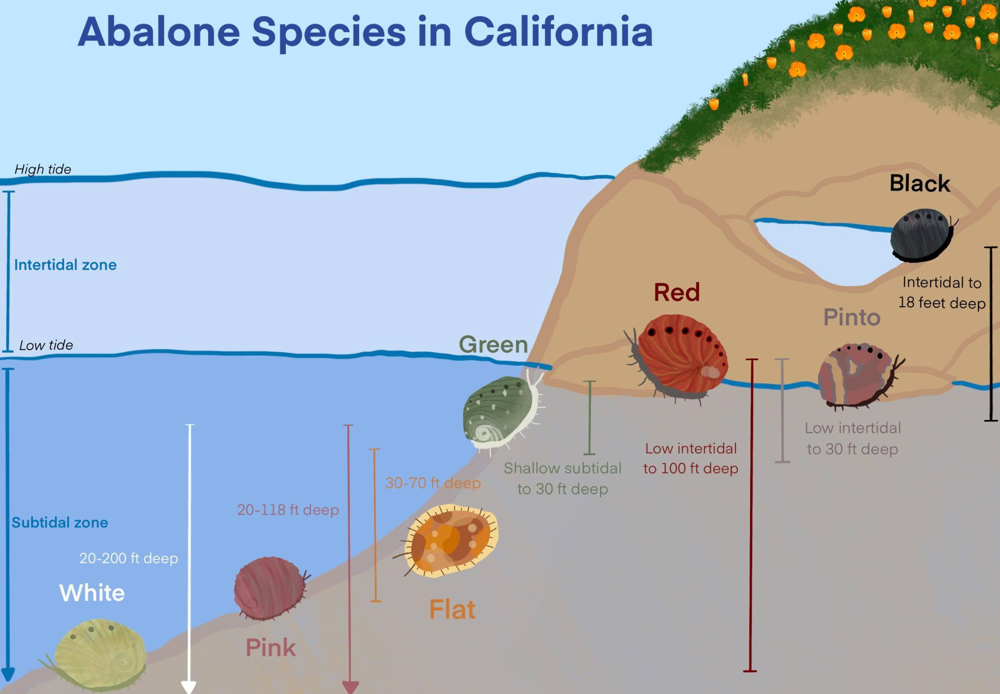 Abalone Species in California
High tide
Black
Intertidal zone
Intertidal to
18 feet deep
Red
Pinto
Low tide
Green
Low intertidal
to 30 ft deep
Low intertidal
to 100 ft deep
Shallow subtidal
to 30 ft deep
30-70 ft deep
20-118 ft deep
Subtidal zone
20-200 ft deep
White
Flat
Pink